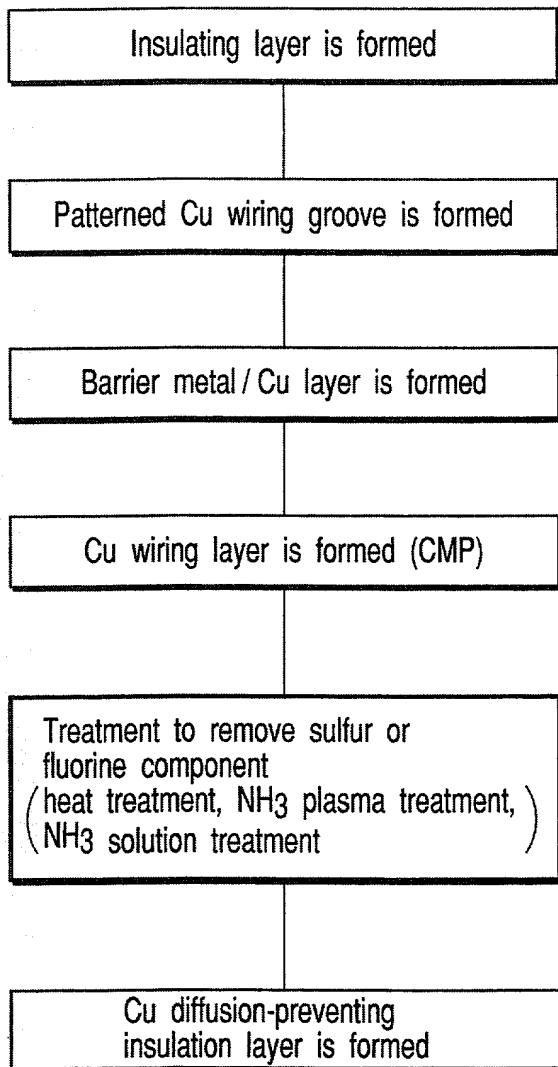 Insulating layer is formed
Patterned Cu wiring groove is formed
Barrier metal / Cu layer is formed
Cu wiring layer is formed (CMP)
Treatment to remove sulfur or
fluorine component
(heat treatment, NH3 plasma treatment,
NH3 solution treatment)
Cu diffusion-preventing
insulation layer is formed